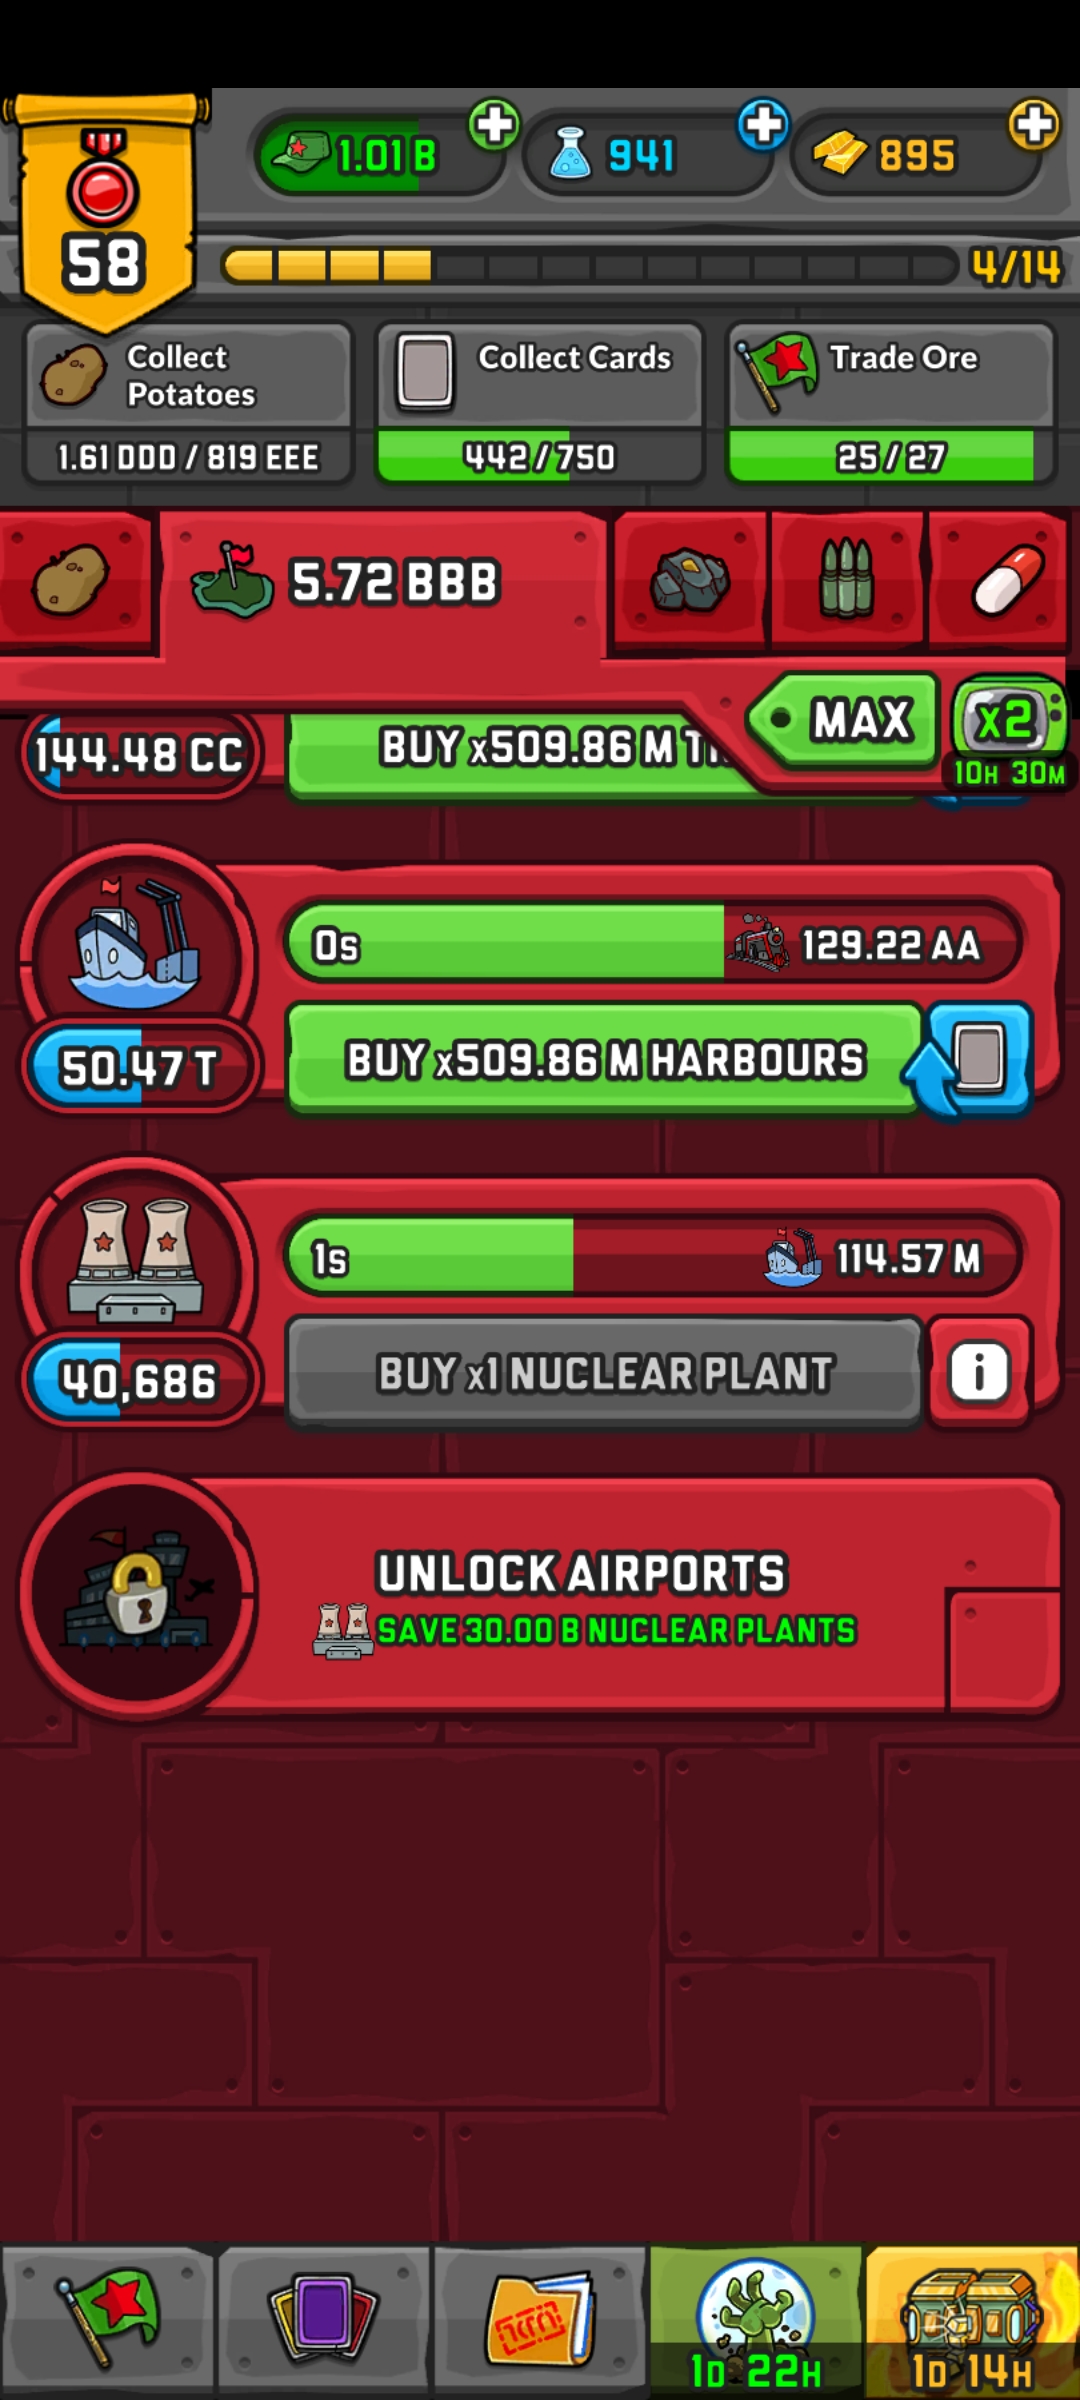 1.01 B
941
895
58
4/14
Collect
Potatoes
1.61 DDD / 819 EEE
Collect Cards
442/750
Trade Ore
25/27
5.72 BBB
MAX
x2
10H 30M
144.48 CC
BUY x509.86 M
0s
129.22 AA
50.47 T
BUY x509.86 M HARBOURS
1s
114.57 M
40,686
BUY x1 NUCLEAR PLANT
i
UNLOCK AIRPORTS
SAVE 30.00 B NUCLEAR PLANTS
1D 22H
1D 14H